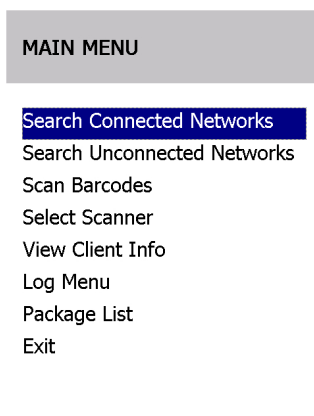 MAIN MENU
Search Connected Networks
Search Unconnected Networks
Scan Barcodes
Select Scanner
View Client Info
Log Menu
Package List
Exit